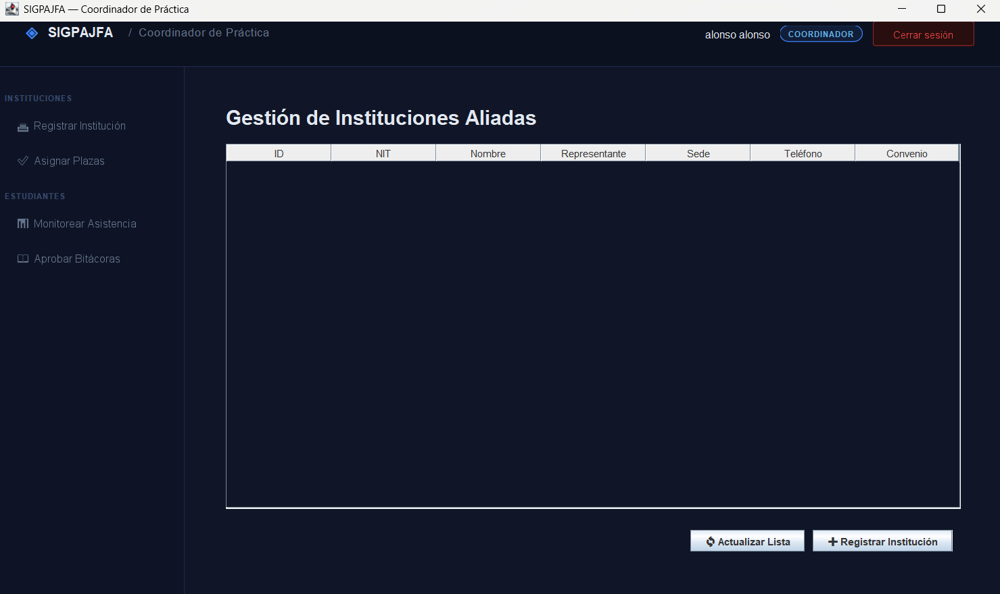 SIGPAJFA — Coordinador de Práctica
SIGPAJFA / Coordinador de Práctica
alonso alonso COORDINADOR Cerrar sesión
INSTITUCIONES
Registrar Institución
Asignar Plazas
ESTUDIANTES
Monitorear Asistencia
Aprobar Bitácoras
Gestión de Instituciones Aliadas
ID NIT Nombre Representante Sede Teléfono Convenio
Actualizar Lista Registrar Institución